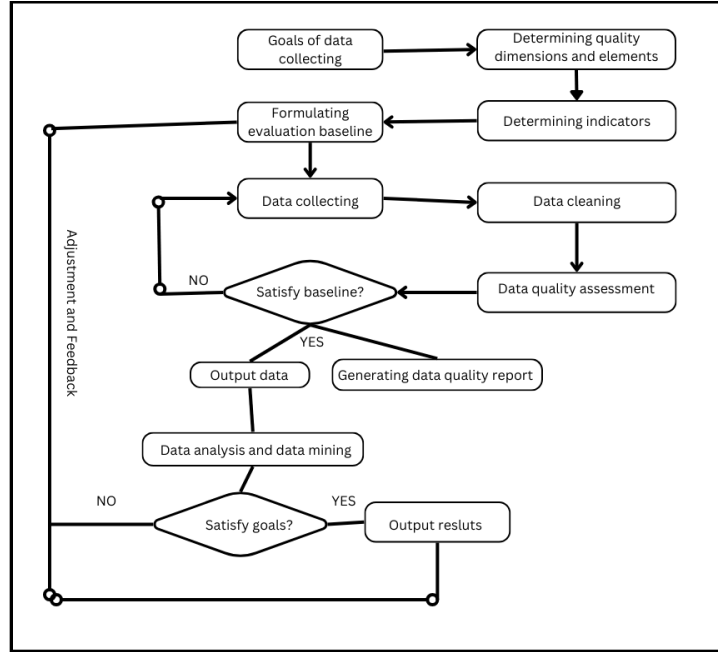 Goals of data
collecting
Determining quality
dimensions and elements
Formulating
evaluation baseline
Determining indicators
Data collecting
Data cleaning
Adjustment and Feedback
NO
Satisfy baseline?
Data quality assessment
YES
Output data
Generating data quality report
Data analysis and data mining
NO
Satisfy goals?
YES
Output resluts